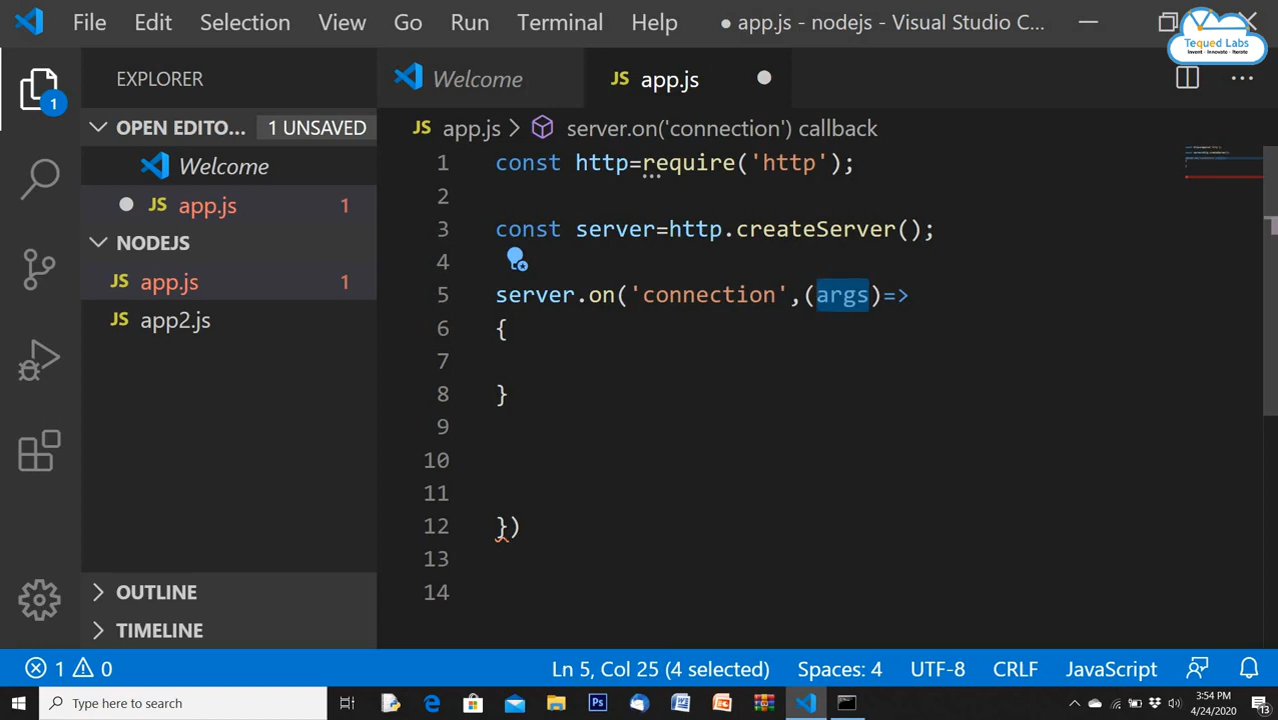 File Edit Selection View Go Run Terminal Help ● app.js - nodejs - Visual Studio C...
Tequed Labs
Invent - Innovate - Iterate
EXPLORER
Welcome
JS app.js
OPEN EDITO... 1 UNSAVED
JS app.js > server.on('connection') callback
Welcome
JS app.js 1
NODEJS
JS app.js 1
JS app2.js
1 const http=require('http');
2
3 const server=http.createServer();
4
5 server.on('connection',(args)=>
6 {
7
8 }
9
10
11
12 })
13
14
OUTLINE
TIMELINE
1
1 0 Ln 5, Col 25 (4 selected) Spaces: 4 UTF-8 CRLF JavaScript
Type here to search
3:54 PM
4/24/2020
13